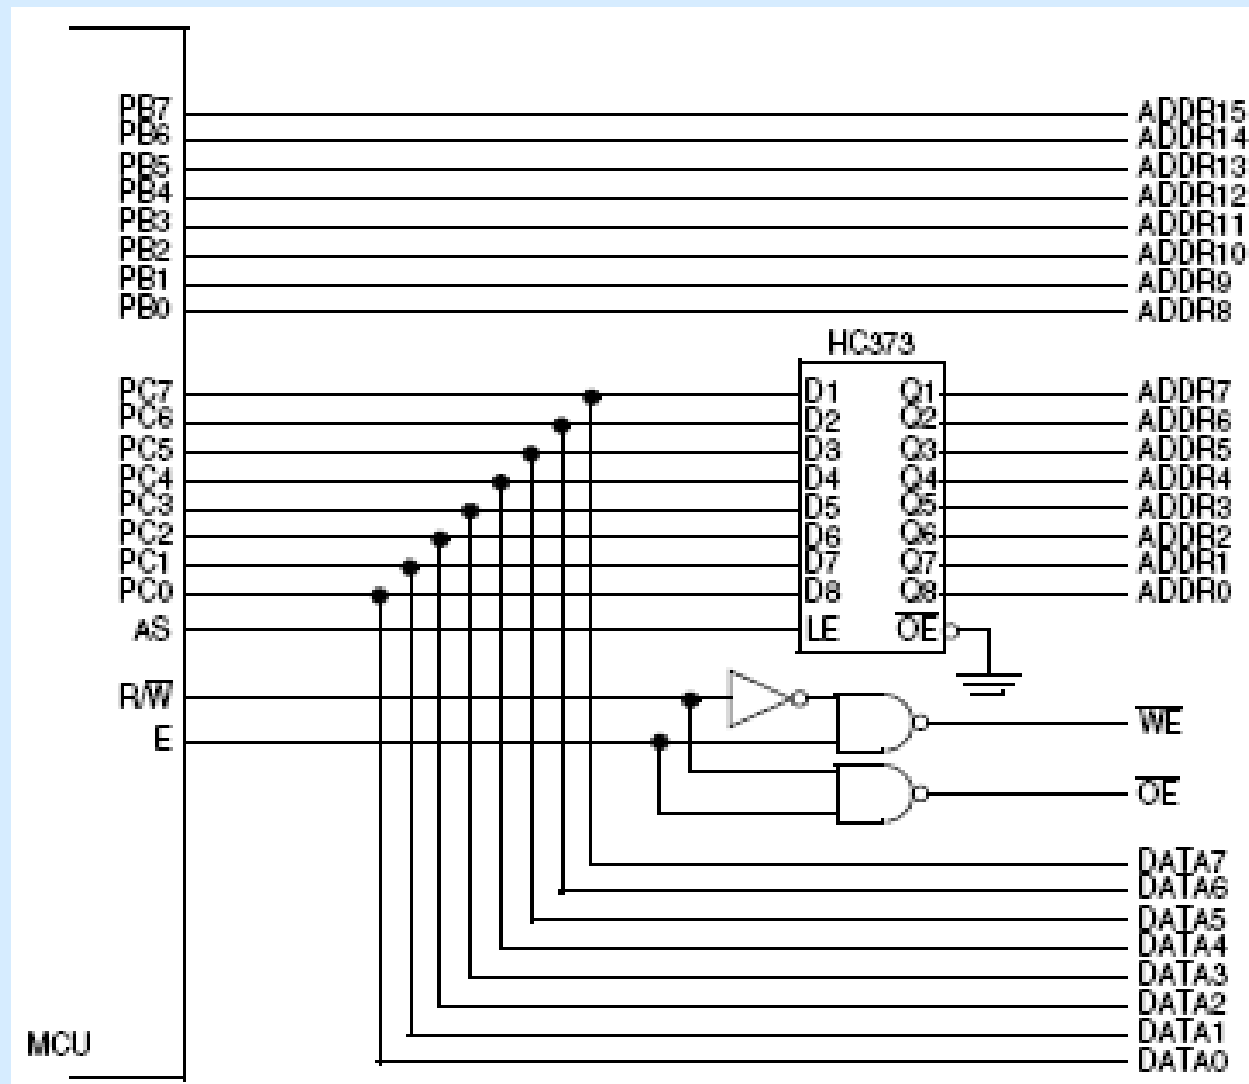 PB7 ADDR15
PB6 ADDR14
PB5 ADDR13
PB4 ADDR12
PB3 ADDR11
PB2 ADDR10
PB1 ADDR9
PB0 ADDR8
HC373
PC7 D1 Q1 ADDR7
PC6 D2 Q2 ADDR6
PC5 D3 Q3 ADDR5
PC4 D4 Q4 ADDR4
PC3 D5 Q5 ADDR3
PC2 D6 Q6 ADDR2
PC1 D7 Q7 ADDR1
PC0 D8 Q8 ADDR0
AS LE O̅E̅
R/W̅
W̅E̅
E
O̅E̅
DATA7
DATA6
DATA5
DATA4
DATA3
DATA2
DATA1
MCU
DATA0